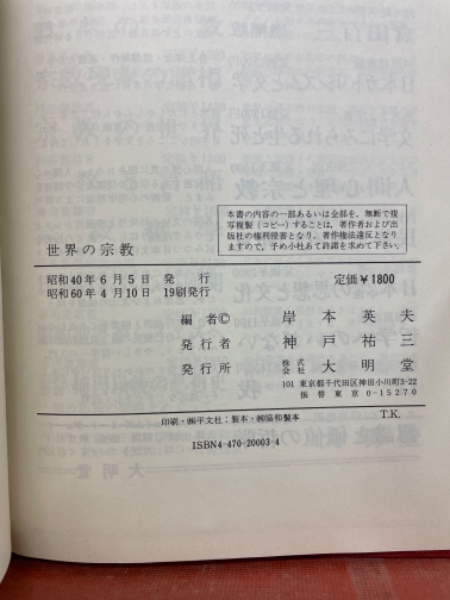 本書の内容の一部あるいは全部を,無断で複
写複製(コピー)することは,著作者および出
版社の権利侵害となり,著作権法違反となり
ますので,予め小社あて許諾を求めて下さい。
世界の宗教
昭和40年6月5日 発行
昭和60年4月10日 19刷発行
定価¥1800
編者© 岸本英夫
発行者 神戸祐三
発行所 株式会社 大明堂
101 東京都千代田区神田小川町3-22
振替東京0-15270
印刷・㈱平文社;製本・㈱協和製本
T.K.
ISBN4-470-20003-4